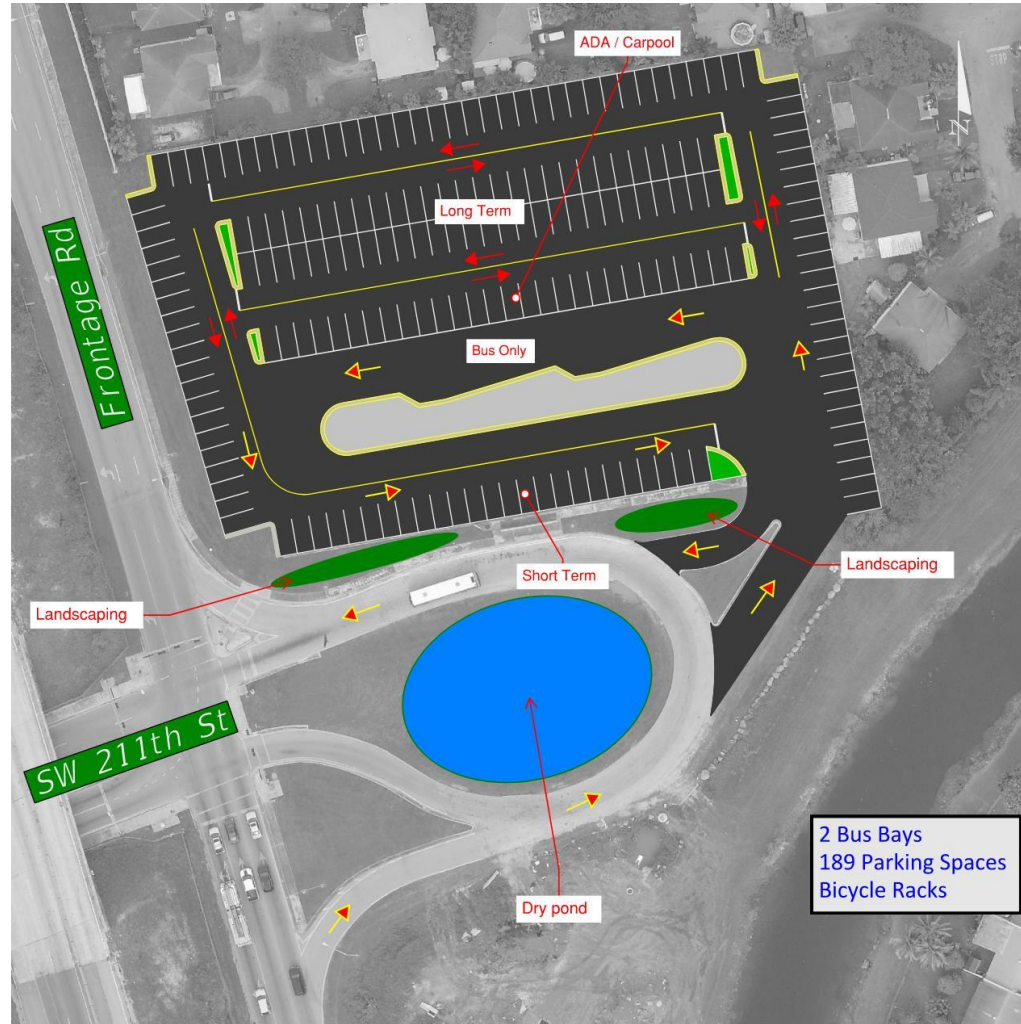 ADA / Carpool
N
Long Term
Frontage Rd
Bus Only
Landscaping
Short Term
Landscaping
SW 211th St
2 Bus Bays
189 Parking Spaces
Bicycle Racks
Dry pond